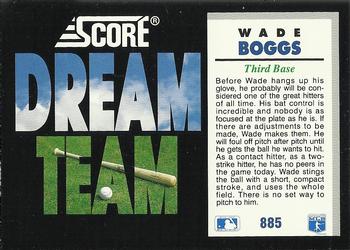 SCORE®
DREAM
TEAM
WADE
BOGGS
Third Base
Before Wade hangs up his
glove, he probably will be
considered one of the great hitters
of all time. His bat control is
incredible and nobody is as
focused at the plate as he is. If
there are adjustments to be
made, Wade makes them. He
will foul off pitch after pitch until
he gets the ball he wants to hit.
As a contact hitter, as a two-
strike hitter, he has no peers in
the game today. Wade stings
the ball with a short, compact
stroke, and uses the whole
field. There is no set way to
pitch to him.
885